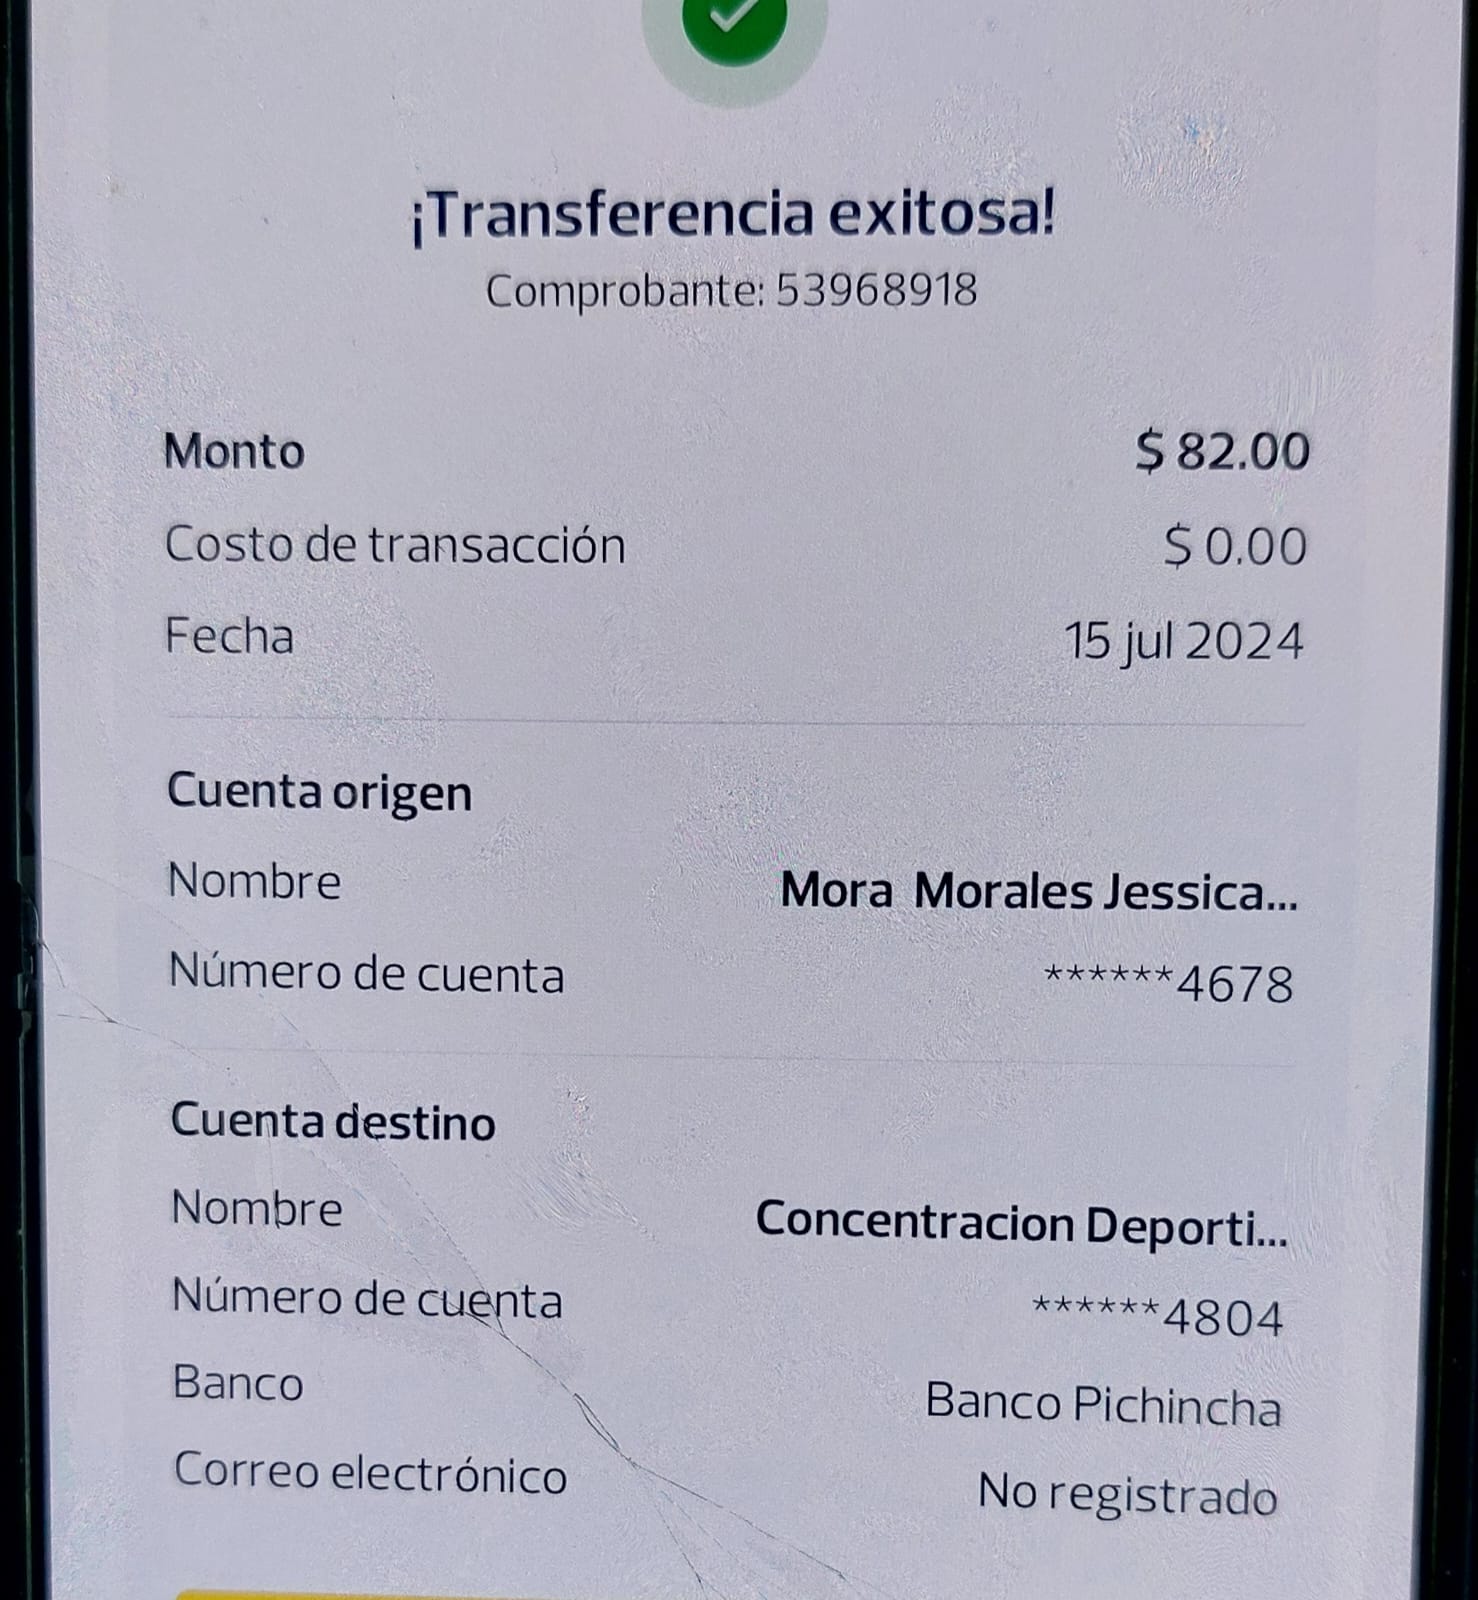 ¡Transferencia exitosa!
Comprobante: 53968918
Monto $ 82.00
Costo de transacción $ 0.00
Fecha 15 jul 2024
Cuenta origen
Nombre Mora Morales Jessica...
Número de cuenta ******4678
Cuenta destino
Nombre Concentracion Deporti...
Número de cuenta ******4804
Banco Banco Pichincha
Correo electrónico No registrado